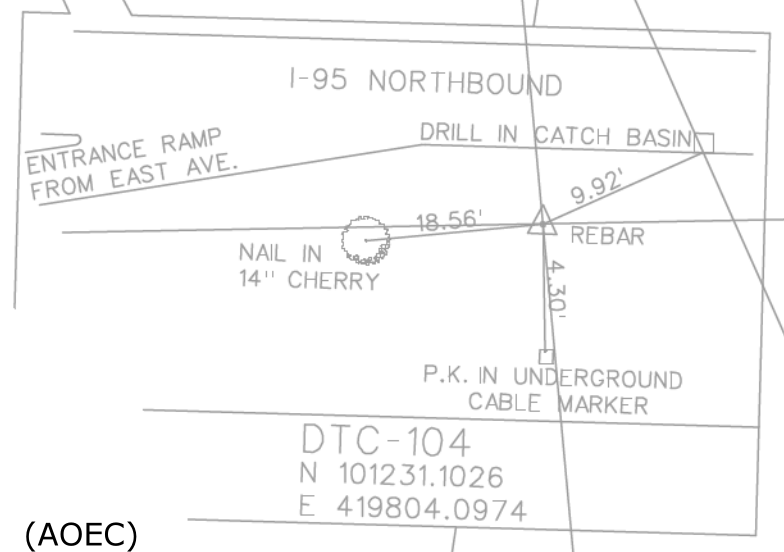 I-95 NORTHBOUND
DRILL IN CATCH BASIN
ENTRANCE RAMP
FROM EAST AVE.
9.92'
18.56'
REBAR
NAIL IN
14" CHERRY
4.30'
P.K. IN UNDERGROUND
CABLE MARKER
DTC-104
N 101231.1026
E 419804.0974
(AOEC)